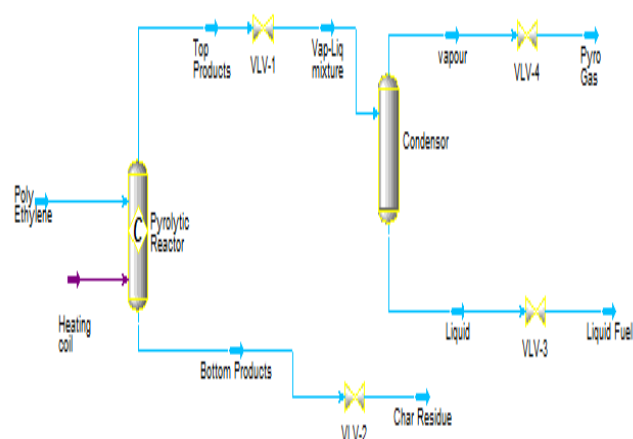 Top
Products
VLV-1
Vap-Liq
mixture
vapour
VLV-4
Pyro
Gas
Condensor
Poly
Ethylene
C
Pyrolytic
Reactor
Heating
coil
Bottom Products
VLV-2
Char Residue
Liquid
VLV-3
Liquid Fuel